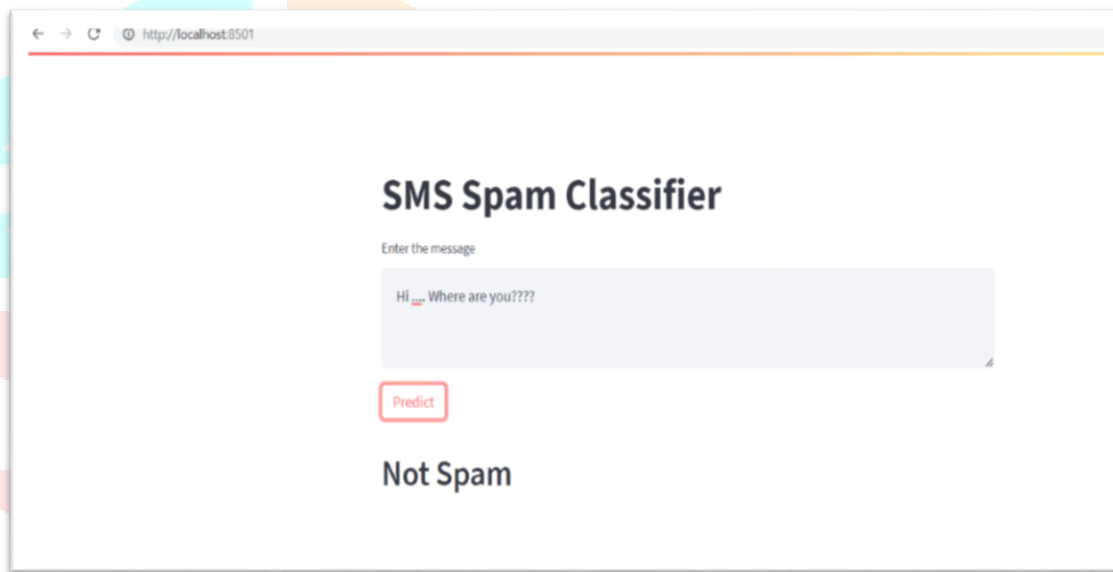 http://localhost:8501
SMS Spam Classifier
Enter the message
Hi .... Where are you????
Predict
Not Spam